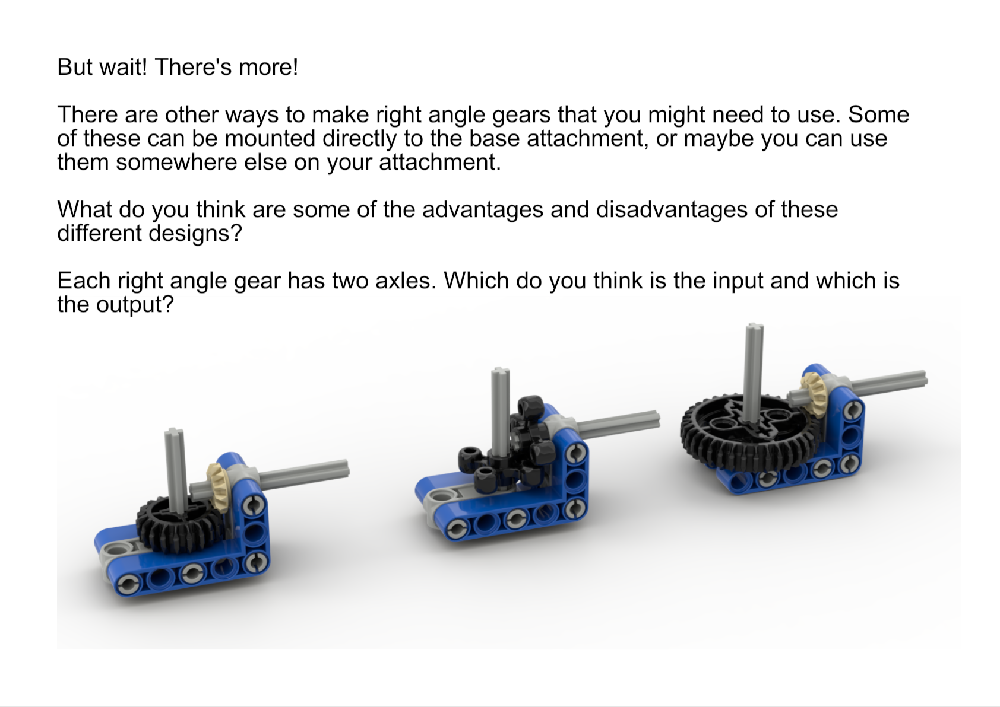 But wait! There's more!
There are other ways to make right angle gears that you might need to use. Some
of these can be mounted directly to the base attachment, or maybe you can use
them somewhere else on your attachment.
What do you think are some of the advantages and disadvantages of these
different designs?
Each right angle gear has two axles. Which do you think is the input and which is
the output?